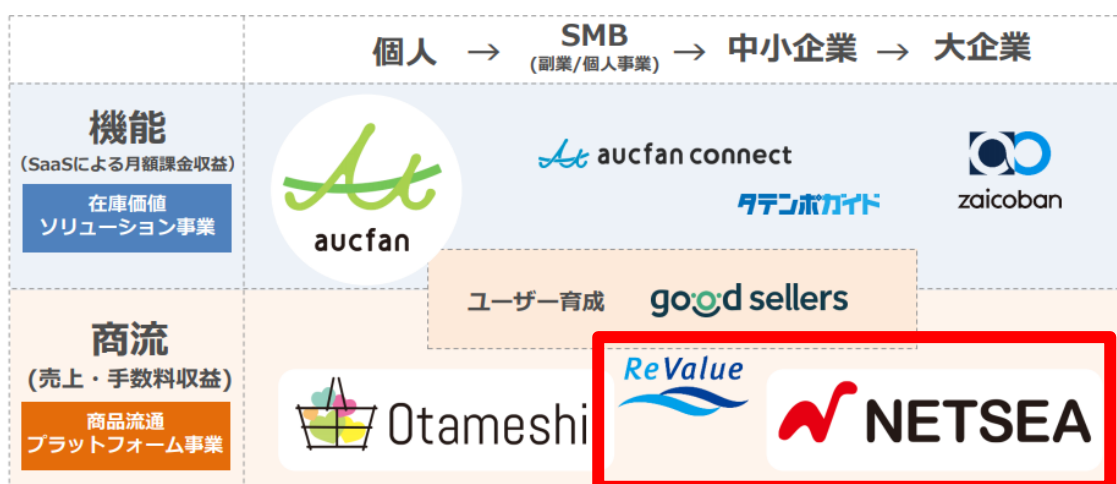 個人 → SMB → 中小企業 → 大企業
(副業/個人事業)
機能
(SaaSによる月額課金収益)
在庫価値
ソリューション事業
aucfan
aucfan connect
タテンポガイド
zaicoban
ユーザー育成 good sellers
商流
(売上・手数料収益)
商品流通
プラットフォーム事業
Otameshi
ReValue
NETSEA